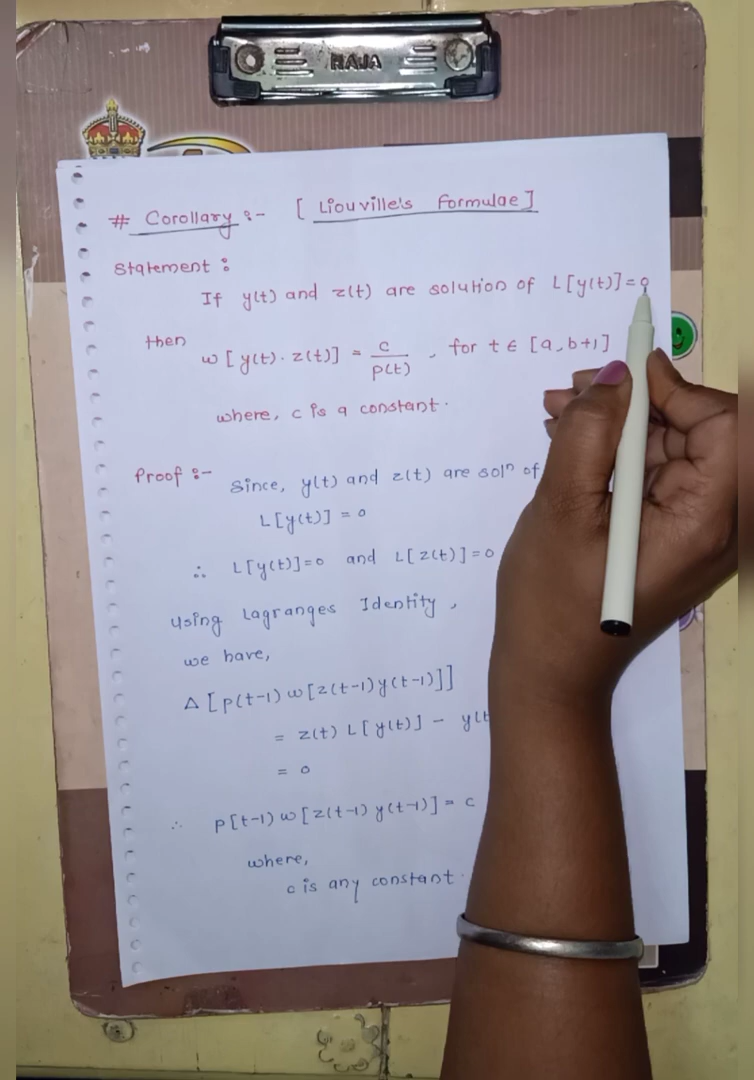 RAJA
# Corollary :- [ Liouville's Formulae ]
Statement :
If y(t) and z(t) are solution of L[y(t)] = 0
then
w[y(t). z(t)] = c/p(t) , for t ∈ [a, b+1]
where, c is a constant.
Proof :- Since, y(t) and z(t) are solⁿ of
L[y(t)] = 0
∴ L[y(t)]=0 and L[z(t)]=0
using Lagranges Identity,
we have,
Δ[p(t-1) w[z(t-1) y(t-1)]]
= z(t) L[y(t)] - y(t
= 0
∴ p[t-1) w[z(t-1) y(t-1)] = c
where,
c is any constant.